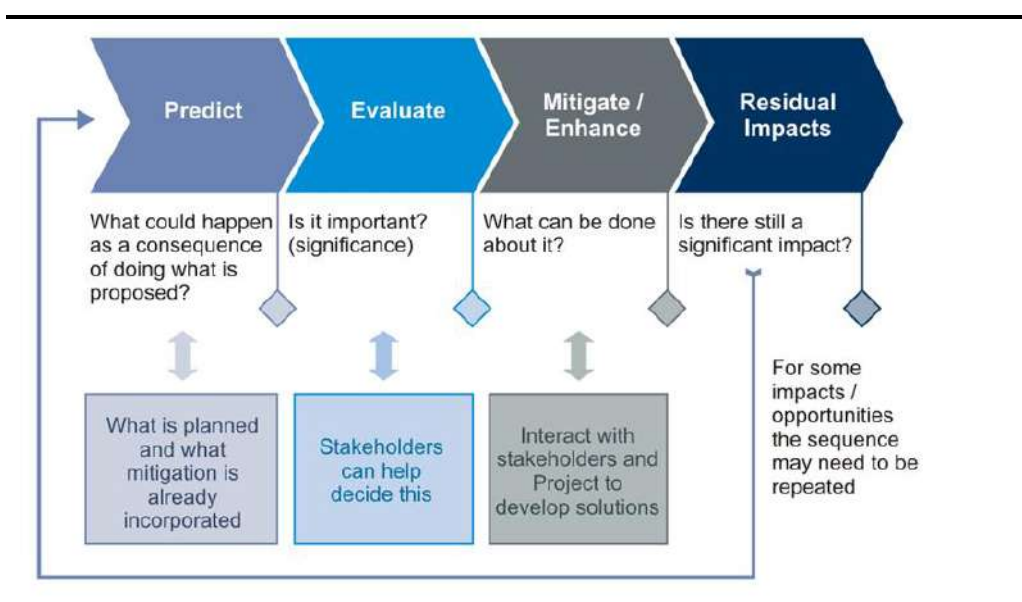 Predict
Evaluate
Mitigate /
Enhance
Residual
Impacts
What could happen
as a consequence
of doing what is
proposed?
Is it important?
(significance)
What can be done
about it?
Is there still a
significant impact?
What is planned
and what
mitigation is
already
incorporated
Stakeholders
can help
decide this
Interact with
stakeholders and
Project to
develop solutions
For some
impacts /
opportunities
the sequence
may need to be
repeated